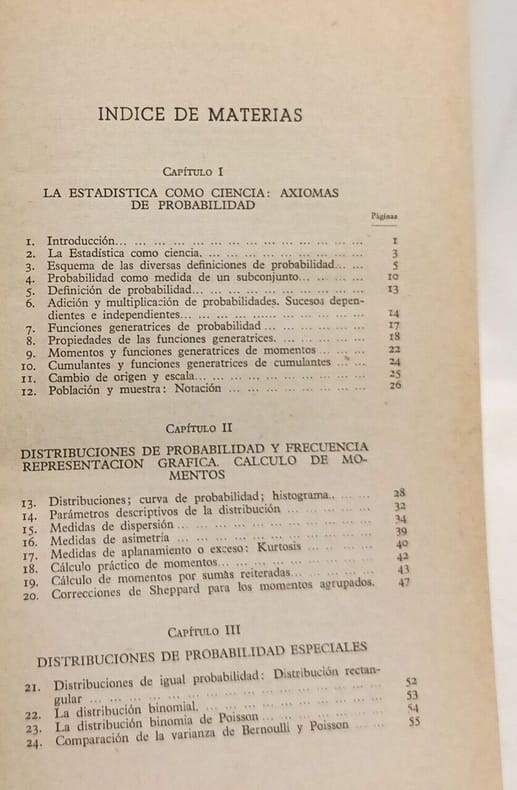 INDICE DE MATERIAS
CAPÍTULO I
LA ESTADISTICA COMO CIENCIA: AXIOMAS
DE PROBABILIDAD
Páginas
1. Introducción... ... ... ... ... ... ... ... ... ... ... 1
2. La Estadística como ciencia. ... ... ... ... ... ... ... 3
3. Esquema de las diversas definiciones de probabilidad... ... 5
4. Probabilidad como medida de un subconjunto... ... ... ... 10
5. Definición de probabilidad... ... ... ... ... ... ... ... 13
6. Adición y multiplicación de probabilidades. Sucesos depen-
dientes e independientes... ... ... ... ... ... ... ... 14
7. Funciones generatrices de probabilidad ... ... ... ... ... 17
8. Propiedades de las funciones generatrices. ... ... ... ... 18
9. Momentos y funciones generatrices de momentos ... ... ... 22
10. Cumulantes y funciones generatrices de cumulantes ... ... 24
11. Cambio de origen y escala... ... ... ... ... ... ... ... 25
12. Población y muestra: Notación ... ... ... ... ... ... ... 26
CAPÍTULO II
DISTRIBUCIONES DE PROBABILIDAD Y FRECUENCIA
REPRESENTACION GRAFICA. CALCULO DE MO-
MENTOS
13. Distribuciones; curva de probabilidad; histograma.. ... ... 28
14. Parámetros descriptivos de la distribución ... ... ... ... 32
15. Medidas de dispersión ... ... ... ... ... ... ... ... 34
16. Medidas de asimetría ... ... ... ... ... ... ... ... 39
17. Medidas de aplanamiento o exceso: Kurtosis ... ... ... ... 40
18. Cálculo práctico de momentos... ... ... ... ... ... ... 42
19. Cálculo de momentos por sumas reiteradas... ... ... ... 43
20. Correcciones de Sheppard para los momentos agrupados. 47
CAPÍTULO III
DISTRIBUCIONES DE PROBABILIDAD ESPECIALES
21. Distribuciones de igual probabilidad: Distribución rectan-
gular ... ... ... ... ... ... ... ... ... ... ... 52
22. La distribución binomial. ... ... ... ... ... ... ... 53
23. La distribución binomia de Poisson ... ... ... ... ... 54
24. Comparación de la varianza de Bernoulli y Poisson ... ... 55